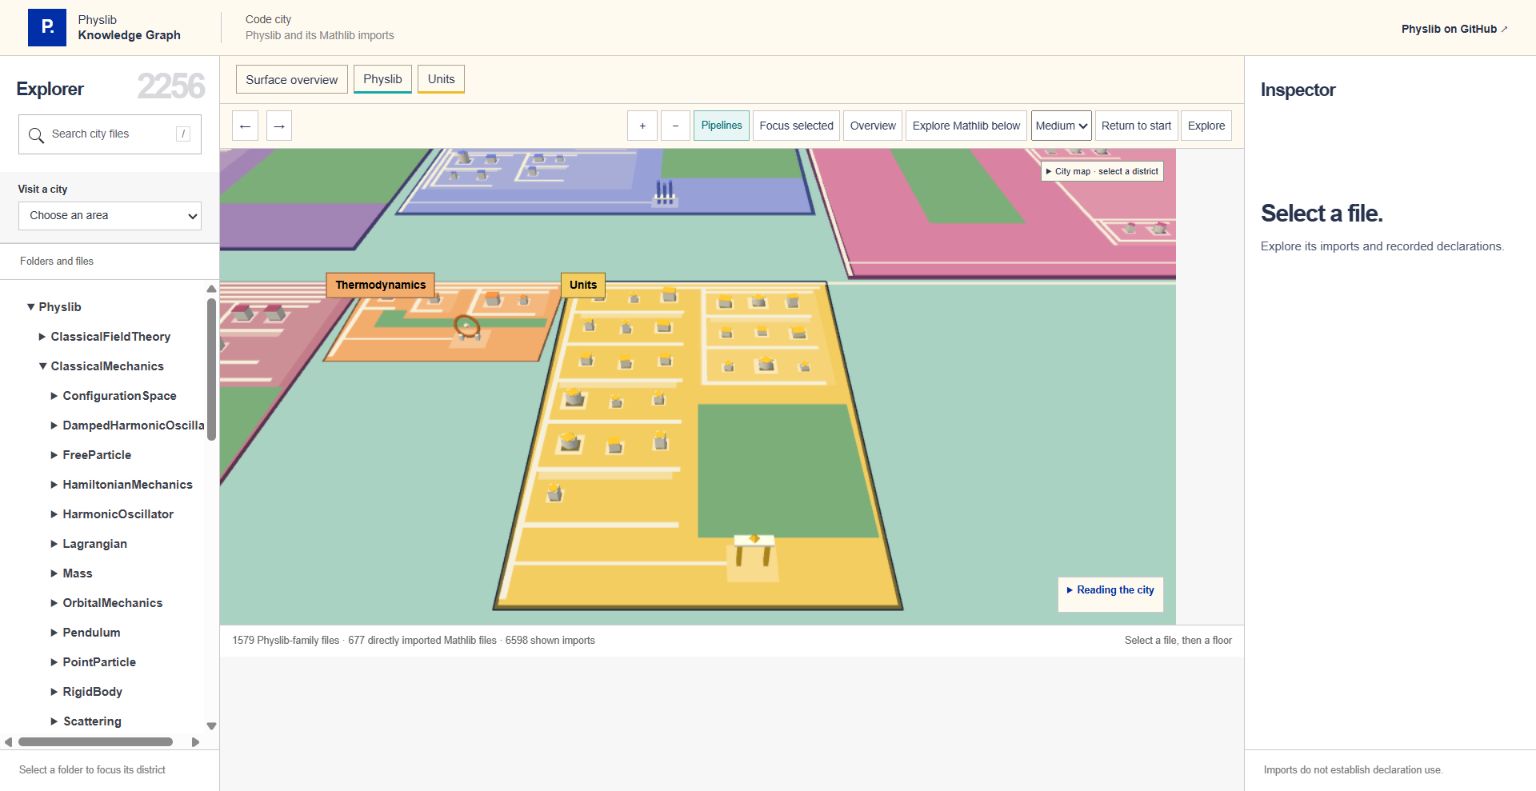 P.
Physlib
Knowledge Graph
Code city
Physlib and its Mathlib imports
Physlib on GitHub ↗
Explorer
2256
Search city files
/
Visit a city
Choose an area
Folders and files
▼ Physlib
▶ ClassicalFieldTheory
▼ ClassicalMechanics
▶ ConfigurationSpace
▶ DampedHarmonicOscilla
▶ FreeParticle
▶ HamiltonianMechanics
▶ HarmonicOscillator
▶ Lagrangian
▶ Mass
▶ OrbitalMechanics
▶ Pendulum
▶ PointParticle
▶ RigidBody
▶ Scattering
Select a folder to focus its district
Surface overview
Physlib
Units
← → + − Pipelines Focus selected Overview Explore Mathlib below Medium Return to start Explore
▶ City map · select a district
Thermodynamics
Units
▶ Reading the city
1579 Physlib-family files · 677 directly imported Mathlib files · 6598 shown imports
Select a file, then a floor
Inspector
Select a file.
Explore its imports and recorded declarations.
Imports do not establish declaration use.